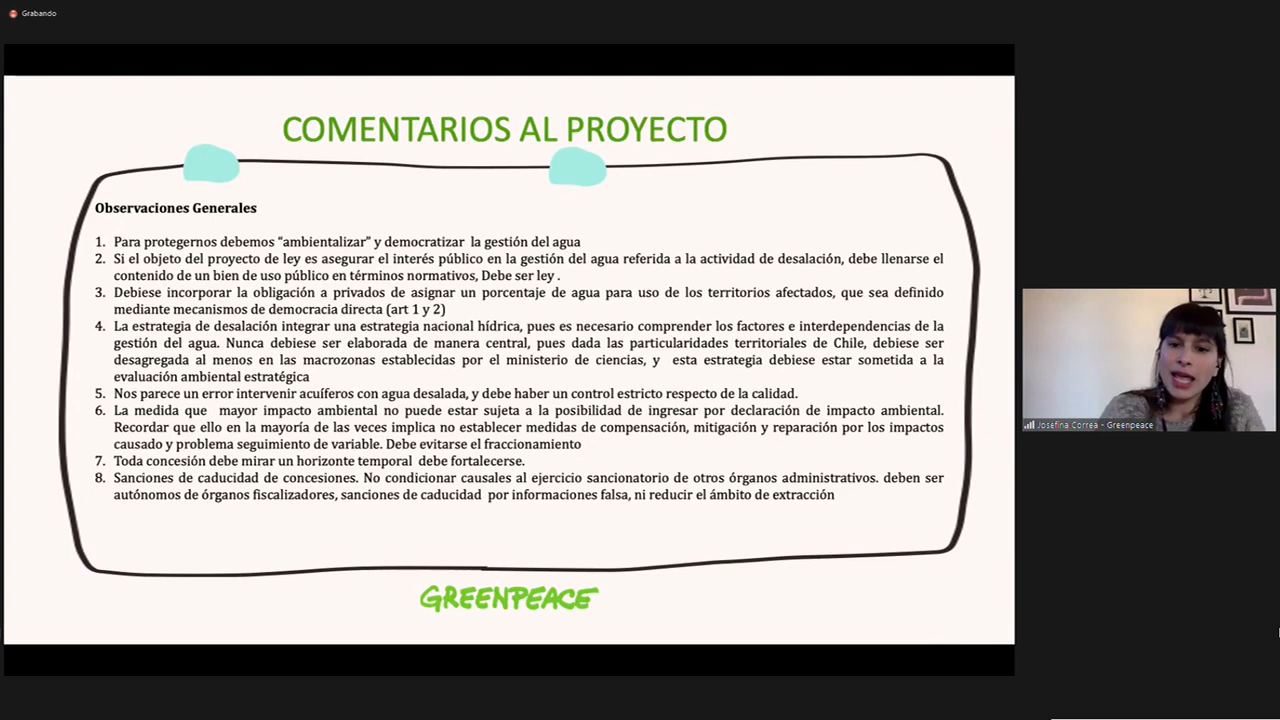 Grabando
COMENTARIOS AL PROYECTO
Observaciones Generales
1. Para protegernos debemos “ambientalizar” y democratizar la gestión del agua
2. Si el objeto del proyecto de ley es asegurar el interés público en la gestión del agua referida a la actividad de desalación, debe llenarse el
contenido de un bien de uso público en términos normativos, Debe ser ley .
3. Debiese incorporar la obligación a privados de asignar un porcentaje de agua para uso de los territorios afectados, que sea definido
mediante mecanismos de democracia directa (art 1 y 2)
4. La estrategia de desalación integrar una estrategia nacional hídrica, pues es necesario comprender los factores e interdependencias de la
gestión del agua. Nunca debiese ser elaborada de manera central, pues dada las particularidades territoriales de Chile, debiese ser
desagregada al menos en las macrozonas establecidas por el ministerio de ciencias, y esta estrategia debiese estar sometida a la
evaluación ambiental estratégica
5. Nos parece un error intervenir acuíferos con agua desalada, y debe haber un control estricto respecto de la calidad.
6. La medida que mayor impacto ambiental no puede estar sujeta a la posibilidad de ingresar por declaración de impacto ambiental.
Recordar que ello en la mayoría de las veces implica no establecer medidas de compensación, mitigación y reparación por los impactos
causado y problema seguimiento de variable. Debe evitarse el fraccionamiento
7. Toda concesión debe mirar un horizonte temporal debe fortalecerse.
8. Sanciones de caducidad de concesiones. No condicionar causales al ejercicio sancionatorio de otros órganos administrativos. deben ser
autónomos de órganos fiscalizadores, sanciones de caducidad por informaciones falsa, ni reducir el ámbito de extracción
GREENPEACE
Josefina Correa - Greenpeace